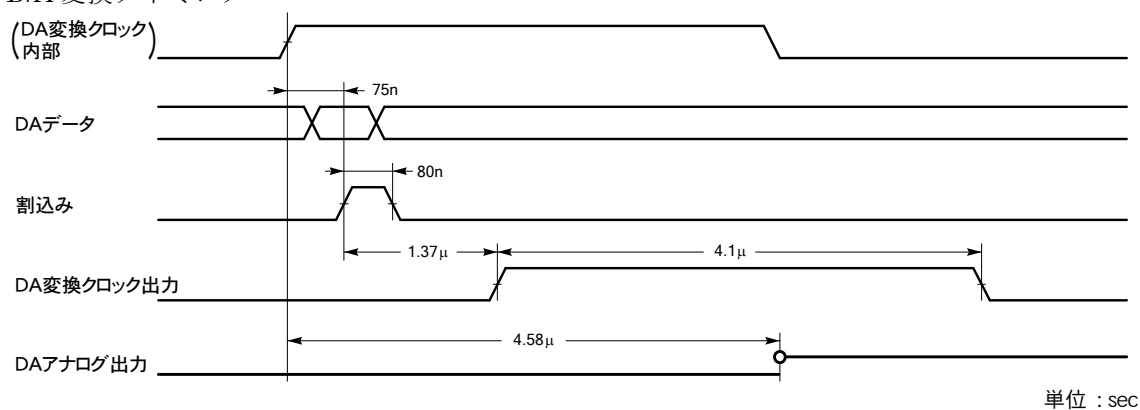 DA変換クロック
内部
75n
DAデータ
80n
割込み
1.37μ
4.1μ
DA変換クロック出力
4.58μ
DAアナログ出力
単位 : sec